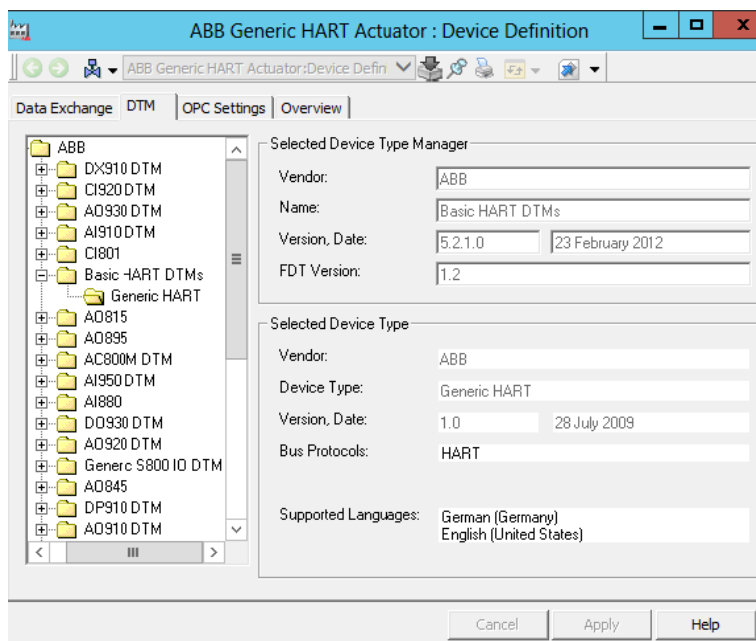 ABB Generic HART Actuator : Device Definition
ABB Generic HART Actuator:Device Defin
Data Exchange DTM OPC Settings Overview
ABB
DX910 DTM
CI920 DTM
AO930 DTM
AI910 DTM
CI801
Basic HART DTMs
Generic HART
AO815
AO895
AC800M DTM
AI950 DTM
AI880
DO930 DTM
AO920 DTM
Generc S800 IO DTM
AO845
DP910 DTM
AO910 DTM
Selected Device Type Manager
Vendor: ABB
Name: Basic HART DTMs
Version, Date: 5.2.1.0 23 February 2012
FDT Version: 1.2
Selected Device Type
Vendor: ABB
Device Type: Generic HART
Version, Date: 1.0 28 July 2009
Bus Protocols: HART
Supported Languages: German (Germany)
English (United States)
Cancel Apply Help